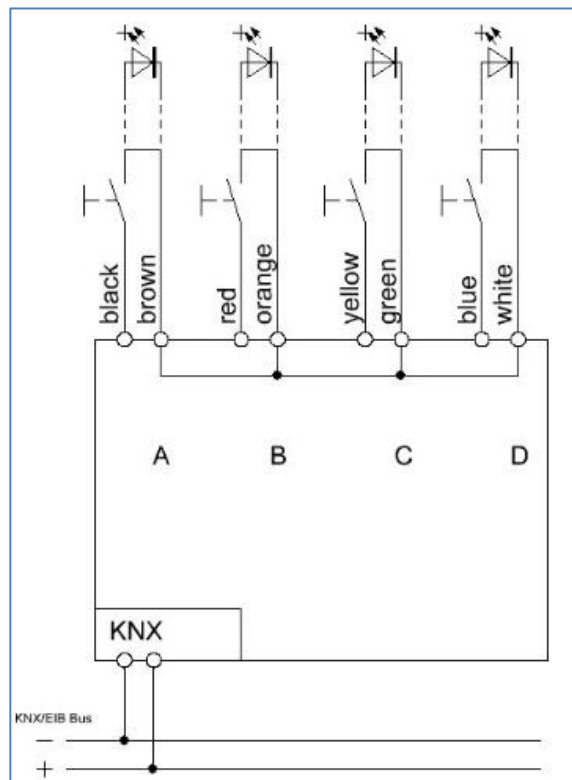 + + + +
black brown red orange yellow green blue white
A B C D
KNX
KNX/EIB Bus
−
+